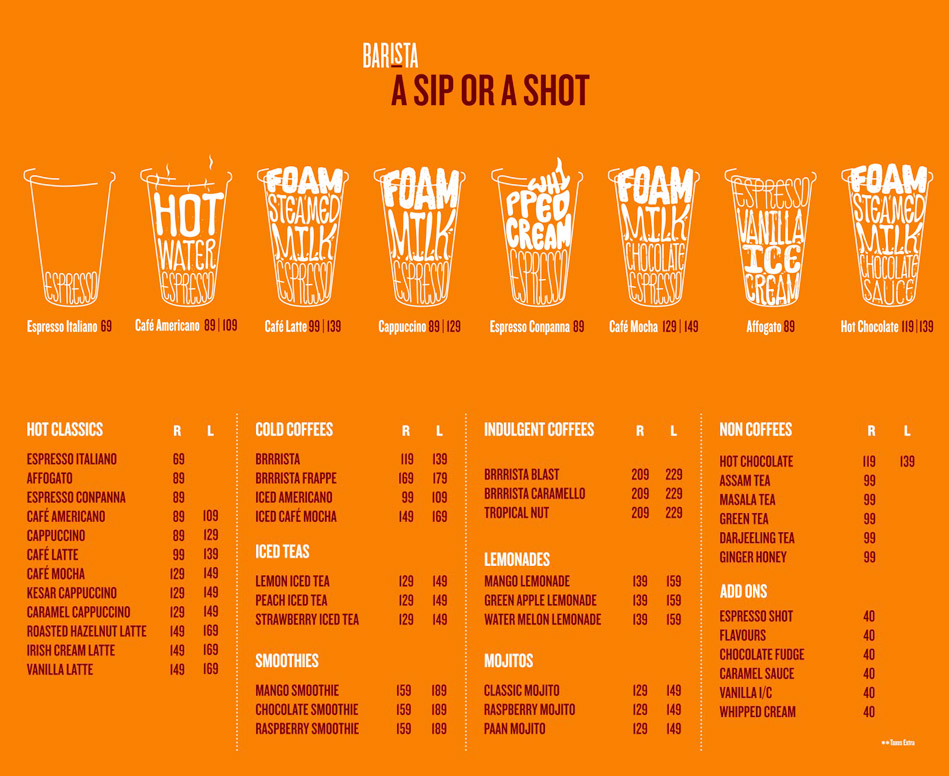 BARISTA
A SIP OR A SHOT
ESPRESSO
Espresso Italiano 69
HOT
WATER
ESPRESSO
Café Americano 89|109
FOAM
STEAMED
MILK
ESPRESSO
Café Latte 99|139
FOAM
MILK
ESPRESSO
Cappuccino 89|129
WHI
PPED
CREAM
ESPRESSO
Espresso Conpanna 89
FOAM
MILK
CHOCOLATE
ESPRESSO
Café Mocha 129|149
ESPRESSO
VANILLA
ICE
CREAM
Affogato 89
FOAM
STEAMED
MILK
CHOCOLATE
SAUCE
Hot Chocolate 119|139
HOT CLASSICS R L
ESPRESSO ITALIANO 69
AFFOGATO 89
ESPRESSO CONPANNA 89
CAFÉ AMERICANO 89 109
CAPPUCCINO 89 129
CAFÉ LATTE 99 139
CAFÉ MOCHA 129 149
KESAR CAPPUCCINO 129 149
CARAMEL CAPPUCCINO 129 149
ROASTED HAZELNUT LATTE 149 169
IRISH CREAM LATTE 149 169
VANILLA LATTE 149 169
COLD COFFEES R L
BRRRISTA 119 139
BRRRISTA FRAPPE 169 179
ICED AMERICANO 99 109
ICED CAFÉ MOCHA 149 169
ICED TEAS
LEMON ICED TEA 129 149
PEACH ICED TEA 129 149
STRAWBERRY ICED TEA 129 149
SMOOTHIES
MANGO SMOOTHIE 159 189
CHOCOLATE SMOOTHIE 159 189
RASPBERRY SMOOTHIE 159 189
INDULGENT COFFEES R L
BRRRISTA BLAST 209 229
BRRRISTA CARAMELLO 209 229
TROPICAL NUT 209 229
LEMONADES
MANGO LEMONADE 139 159
GREEN APPLE LEMONADE 139 159
WATER MELON LEMONADE 139 159
MOJITOS
CLASSIC MOJITO 129 149
RASPBERRY MOJITO 129 149
PAAN MOJITO 129 149
NON COFFEES R L
HOT CHOCOLATE 119 139
ASSAM TEA 99
MASALA TEA 99
GREEN TEA 99
DARJEELING TEA 99
GINGER HONEY 99
ADD ONS
ESPRESSO SHOT 40
FLAVOURS 40
CHOCOLATE FUDGE 40
CARAMEL SAUCE 40
VANILLA I/C 40
WHIPPED CREAM 40
**Taxes Extra